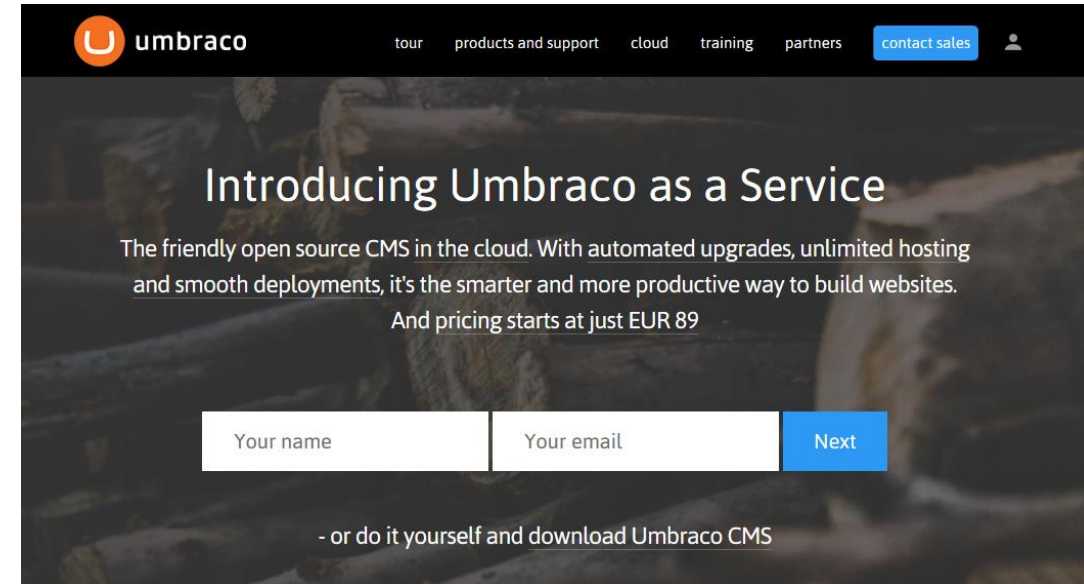 umbraco
tour products and support cloud training partners contact sales
Introducing Umbraco as a Service
The friendly open source CMS in the cloud. With automated upgrades, unlimited hosting
and smooth deployments, it's the smarter and more productive way to build websites.
And pricing starts at just EUR 89
Your name Your email Next
- or do it yourself and download Umbraco CMS